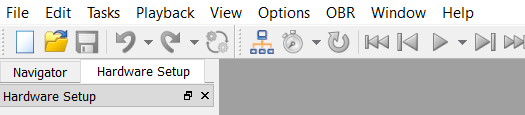 File Edit Tasks Playback View Options OBR Window Help
Navigator Hardware Setup
Hardware Setup